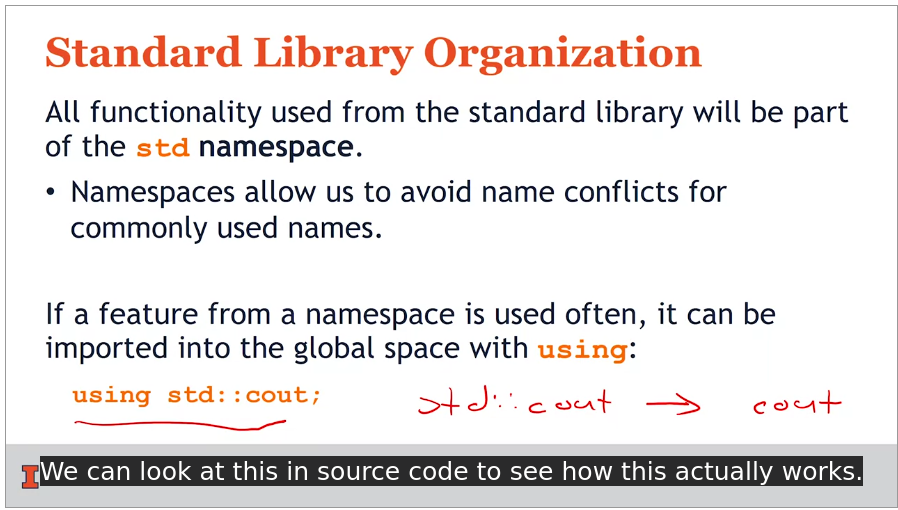 Standard Library Organization
All functionality used from the standard library will be part
of the std namespace.
• Namespaces allow us to avoid name conflicts for
commonly used names.
If a feature from a namespace is used often, it can be
imported into the global space with using:
using std::cout;
std::cout → cout
We can look at this in source code to see how this actually works.